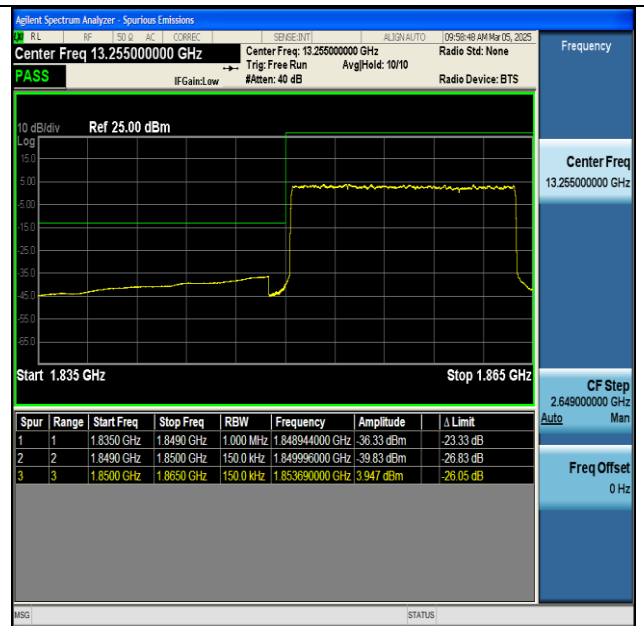 Agilent Spectrum Analyzer - Spurious Emissions
LXI RL RF 50 Ω AC CORREC SENSE:INT ALIGN AUTO 09:58:48 AM Mar 05, 2025
Center Freq 13.255000000 GHz Center Freq: 13.255000000 GHz Radio Std: None Frequency
Trig: Free Run Avg|Hold: 10/10
PASS IFGain:Low #Atten: 40 dB Radio Device: BTS
10 dB/div Ref 25.00 dBm
Log
15.0
5.00
-5.00
-15.0
-25.0
-35.0
-45.0
-55.0
-65.0
Start 1.835 GHz Stop 1.865 GHz
Spur Range Start Freq Stop Freq RBW Frequency Amplitude Δ Limit
1 1 1.8350 GHz 1.8490 GHz 1.000 MHz 1.848944000 GHz -36.33 dBm -23.33 dB
2 2 1.8490 GHz 1.8500 GHz 150.0 kHz 1.849996000 GHz -39.83 dBm -26.83 dB
3 3 1.8500 GHz 1.8650 GHz 150.0 kHz 1.853690000 GHz 3.947 dBm -26.05 dB
Center Freq
13.255000000 GHz
CF Step
2.649000000 GHz
Auto Man
Freq Offset
0 Hz
MSG STATUS